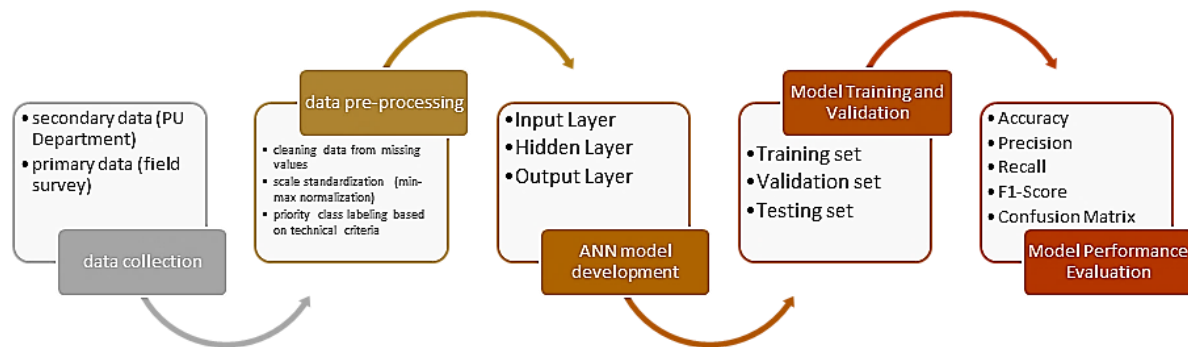 • secondary data (PU
Department)
• primary data (field
survey)
data collection
data pre-processing
• cleaning data from missing
values
• scale standardization (min-
max normalization)
• priority class labeling based
on technical criteria
•Input Layer
•Hidden Layer
•Output Layer
ANN model
development
Model Training and
Validation
•Training set
•Validation set
•Testing set
• Accuracy
• Precision
• Recall
• F1-Score
• Confusion Matrix
Model Performance
Evaluation